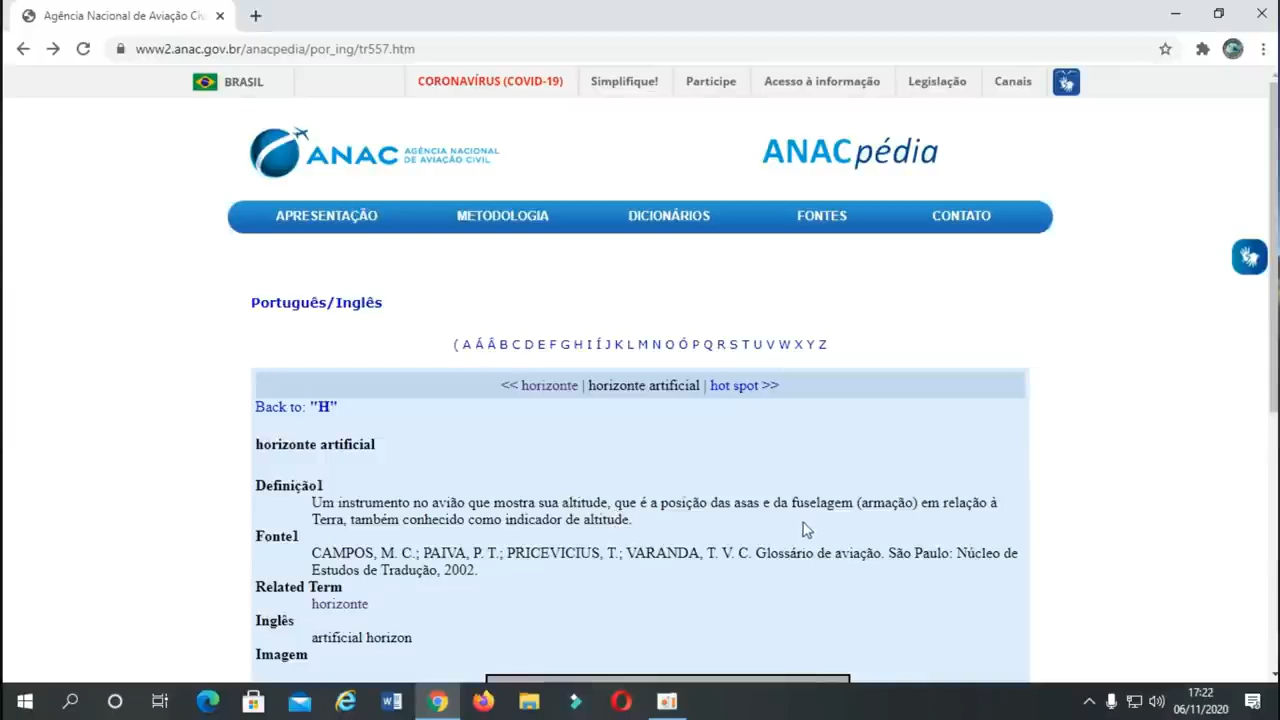 Agência Nacional de Aviação Ci
www2.anac.gov.br/anacpedia/por_ing/tr557.htm
BRASIL
CORONAVÍRUS (COVID-19)
Simplifique!
Participe
Acesso à informação
Legislação
Canais
ANAC
AGÊNCIA NACIONAL
DE AVIAÇÃO CIVIL
ANACpédia
APRESENTAÇÃO
METODOLOGIA
DICIONÁRIOS
FONTES
CONTATO
Português/Inglês
( A Á Â B C D E F G H I Í J K L M N O Ó P Q R S T U V W X Y Z
<< horizonte | horizonte artificial | hot spot >>
Back to: "H"
horizonte artificial
Definição1
Um instrumento no avião que mostra sua altitude, que é a posição das asas e da fuselagem (armação) em relação à
Terra, também conhecido como indicador de altitude.
Fonte1
CAMPOS, M. C.; PAIVA, P. T.; PRICEVICIUS, T.; VARANDA, T. V. C. Glossário de aviação. São Paulo: Núcleo de
Estudos de Tradução, 2002.
Related Term
horizonte
Inglês
artificial horizon
Imagem
17:22
06/11/2020